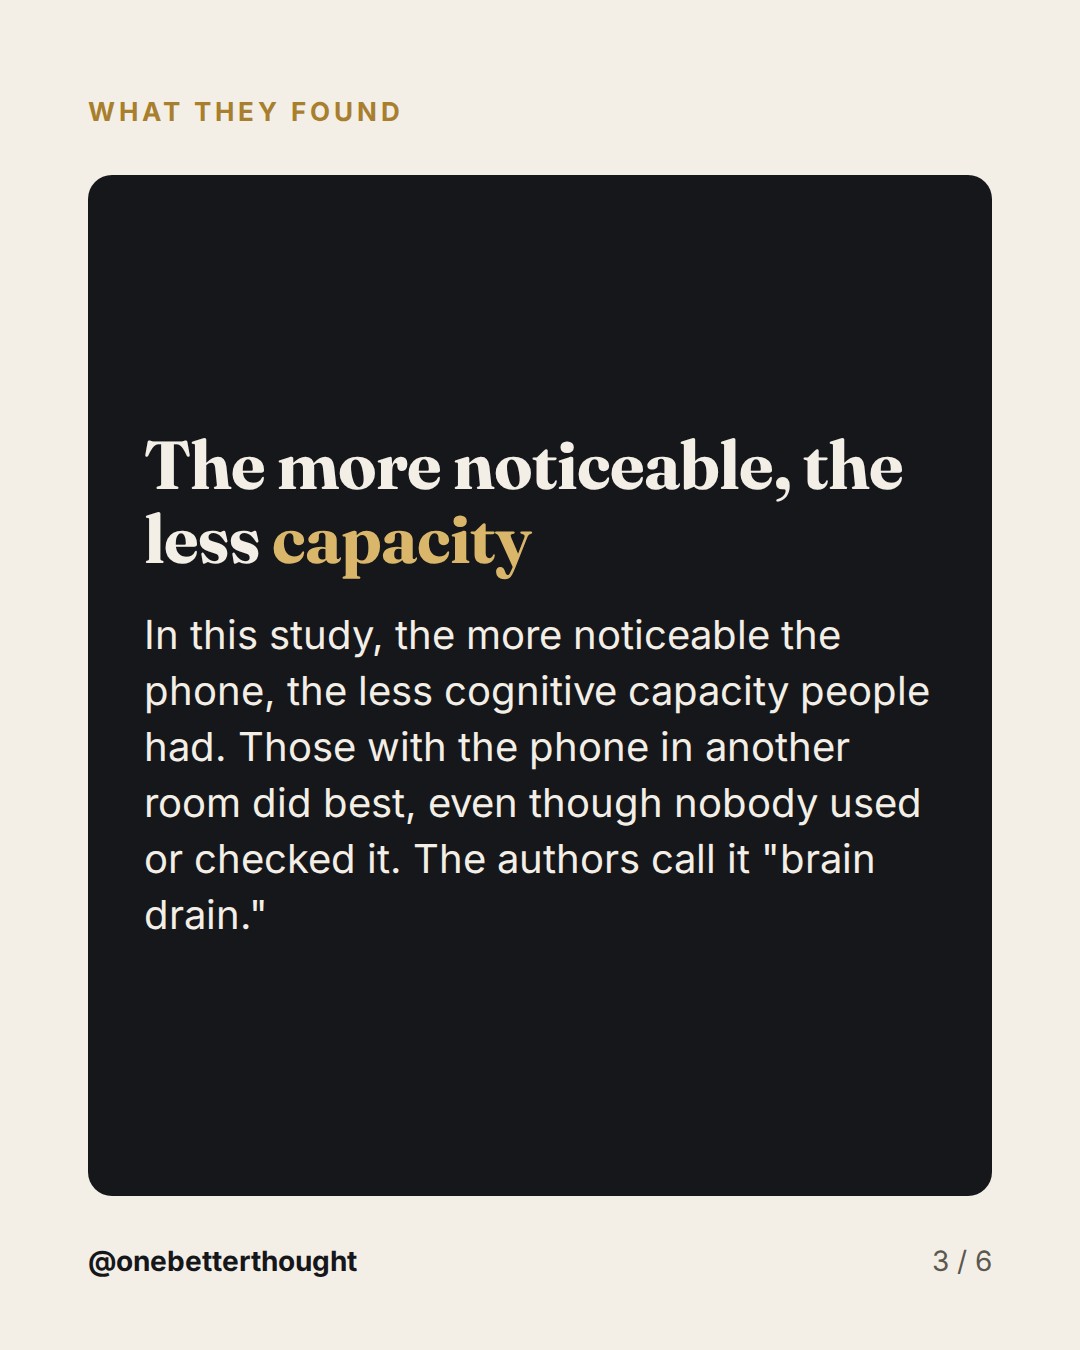 WHAT THEY FOUND
The more noticeable, the
less capacity
In this study, the more noticeable the
phone, the less cognitive capacity people
had. Those with the phone in another
room did best, even though nobody used
or checked it. The authors call it "brain
drain."
@onebetterthought
3 / 6